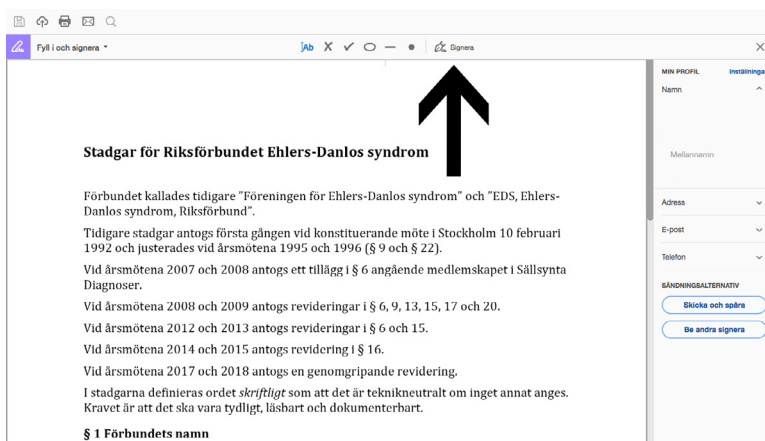 Fyll i och signera
Ab
Signera
MIN PROFIL Inställninga
Namn
Mellannamn
Adress
E-post
Telefon
SÄNDNINGSALTERNATIV
Skicka och spåra
Be andra signera
Stadgar för Riksförbundet Ehlers-Danlos syndrom
Förbundet kallades tidigare "Föreningen för Ehlers-Danlos syndrom" och "EDS, Ehlers-
Danlos syndrom, Riksförbund".
Tidigare stadgar antogs första gången vid konstituerande möte i Stockholm 10 februari
1992 och justerades vid årsmötena 1995 och 1996 (§ 9 och § 22).
Vid årsmötena 2007 och 2008 antogs ett tillägg i § 6 angående medlemskapet i Sällsynta
Diagnoser.
Vid årsmötena 2008 och 2009 antogs revideringar i § 6, 9, 13, 15, 17 och 20.
Vid årsmötena 2012 och 2013 antogs revideringar i § 6 och 15.
Vid årsmötena 2014 och 2015 antogs revidering i § 16.
Vid årsmötena 2017 och 2018 antogs en genomgripande revidering.
I stadgarna definieras ordet skriftligt som att det är teknikneutralt om inget annat anges.
Kravet är att det ska vara tydligt, läsbart och dokumenterbart.
§ 1 Förbundets namn